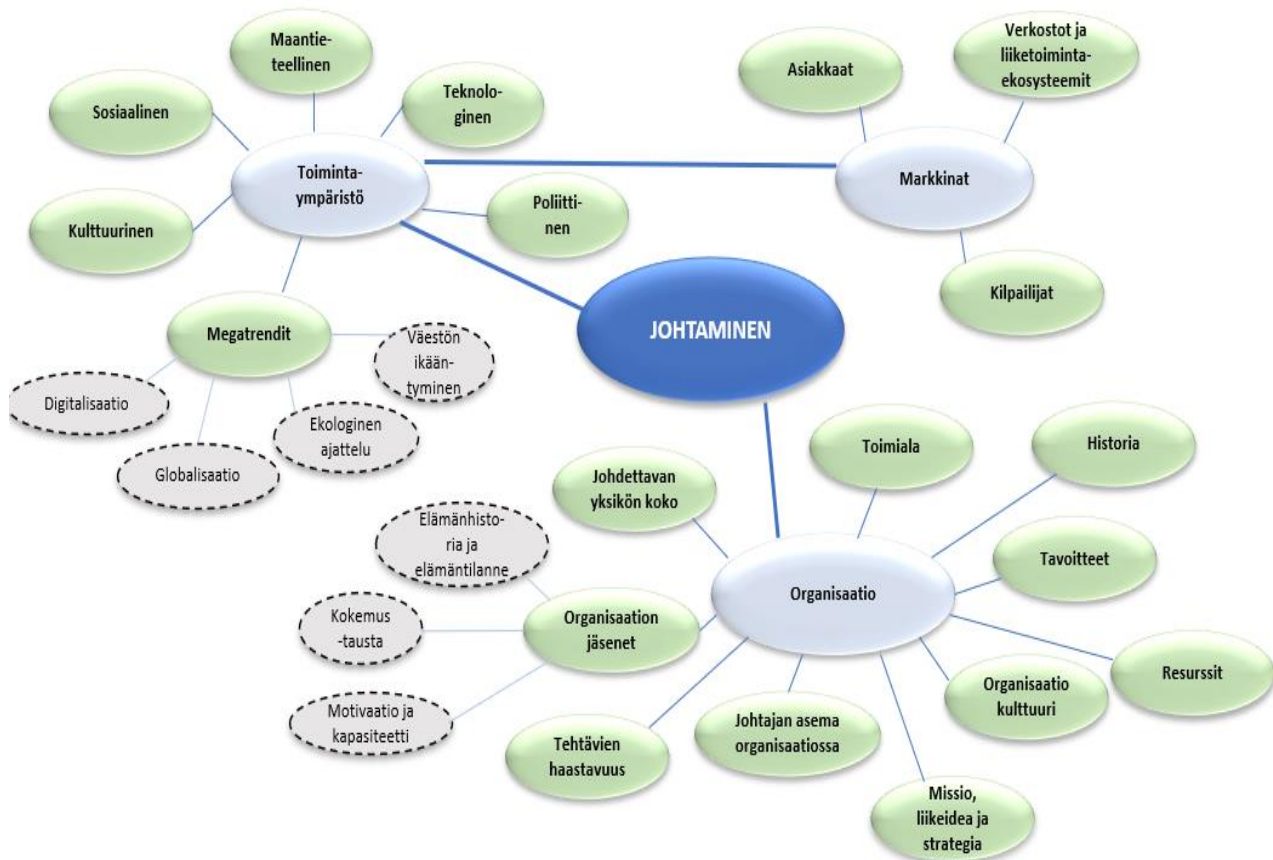 Maantie-
teellinen
Sosiaalinen
Teknolo-
ginen
Toiminta-
ympäristö
Kulttuurinen
Poliitti-
nen
Asiakkaat
Verkostot ja
liiketoiminta-
ekosysteemit
Markkinat
Kilpailijat
JOHTAMINEN
Megatrendit
Väestön
ikään-
tyminen
Digitalisaatio
Ekologinen
ajattelu
Globalisaatio
Johdettavan
yksikön koko
Toimiala
Historia
Elämänhisto-
ria ja
elämäntilanne
Tavoitteet
Organisaatio
Kokemus
-tausta
Organisaation
jäsenet
Resurssit
Organisaatio
kulttuuri
Motivaatio ja
kapasiteetti
Johtajan asema
organisaatiossa
Tehtävien
haastavuus
Missio,
liikeidea ja
strategia